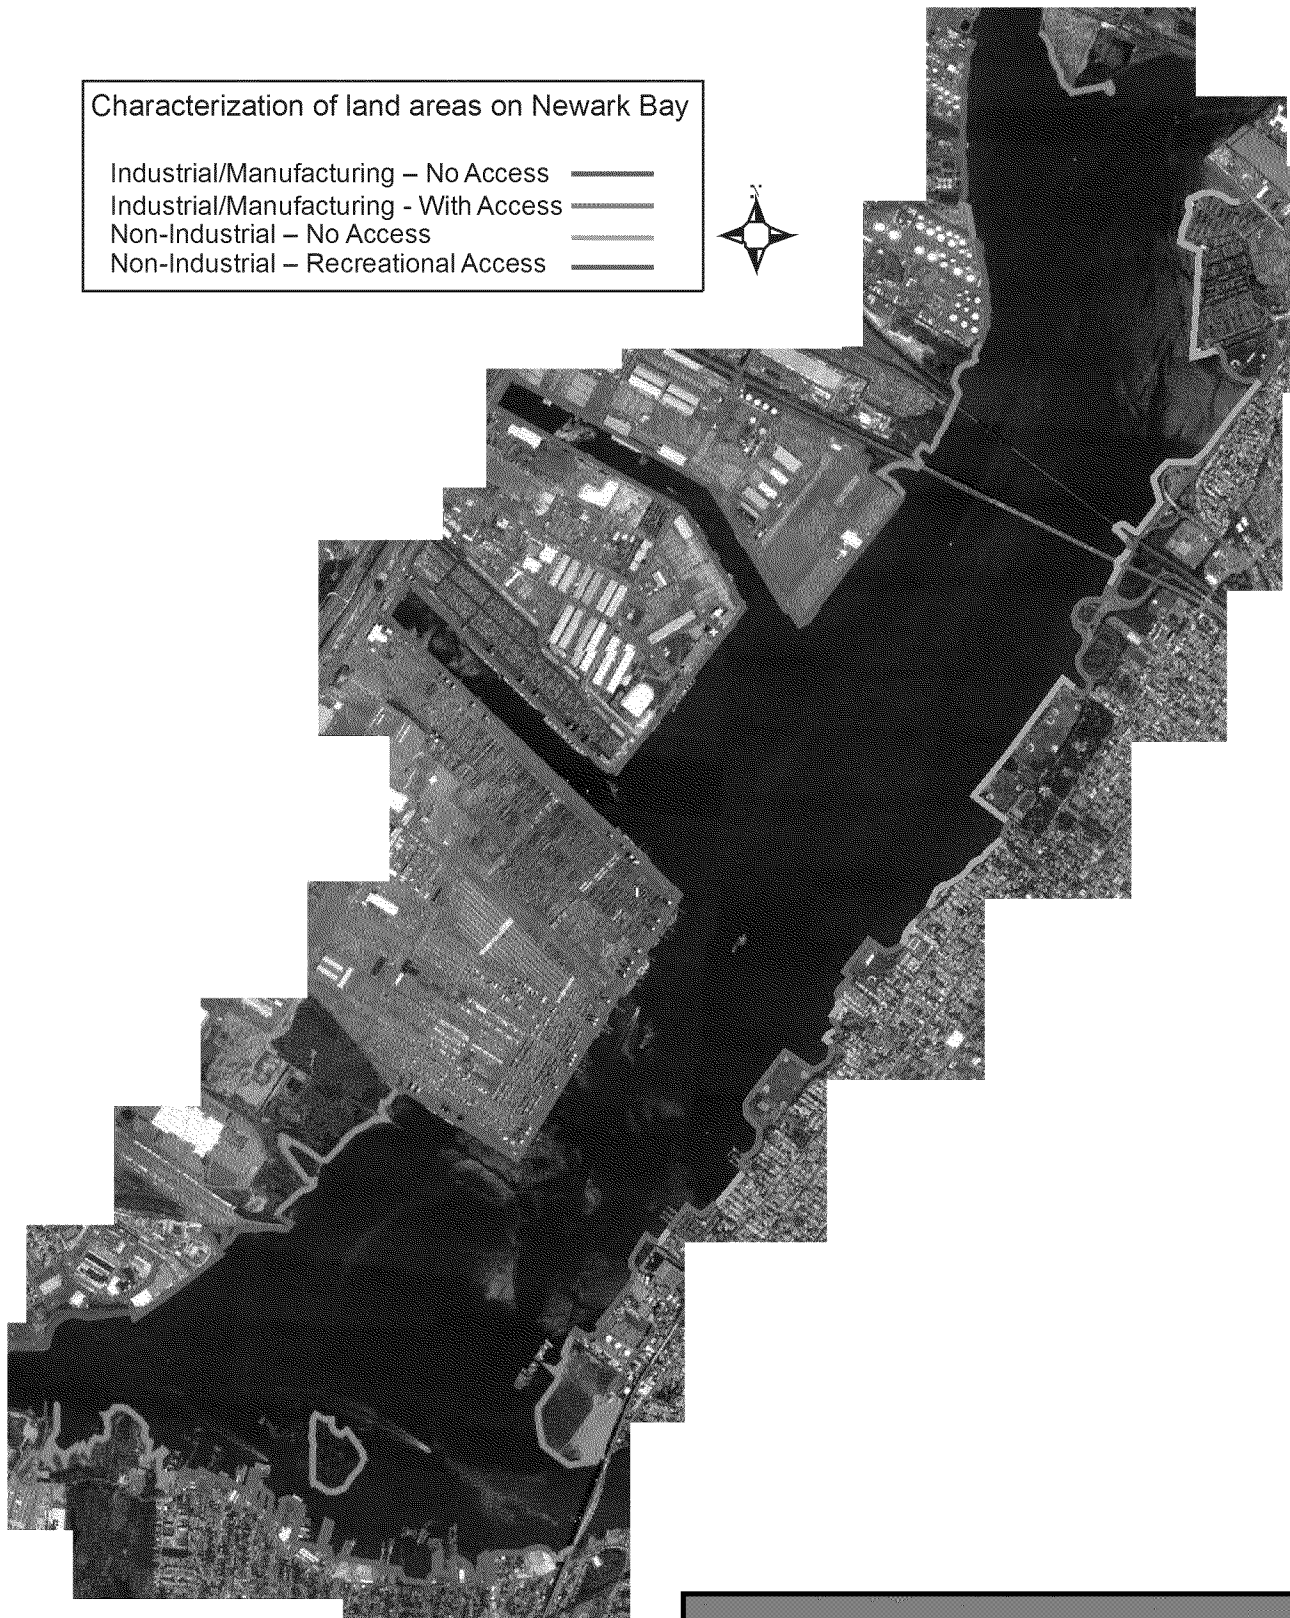 Characterization of land areas on Newark Bay
Industrial/Manufacturing – No Access
Industrial/Manufacturing - With Access
Non-Industrial – No Access
Non-Industrial – Recreational Access